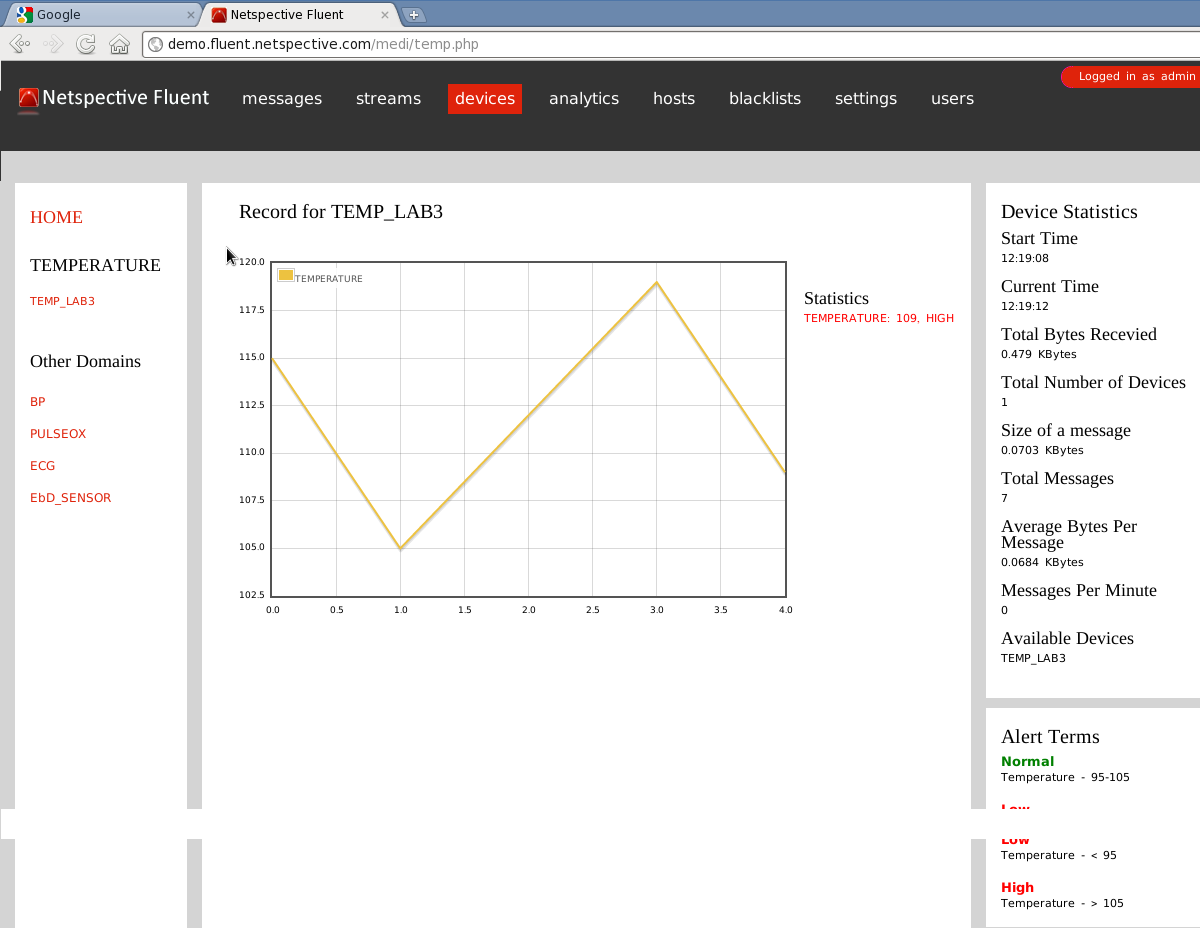 Google
Netspective Fluent
demo.fluent.netspective.com/medi/temp.php
Logged in as admin
Netspective Fluent
messages streams devices analytics hosts blacklists settings users
HOME
TEMPERATURE
TEMP_LAB3
Other Domains
BP
PULSEOX
ECG
EbD_SENSOR
Record for TEMP_LAB3
TEMPERATURE
120.0
117.5
115.0
112.5
110.0
107.5
105.0
102.5
0.0 0.5 1.0 1.5 2.0 2.5 3.0 3.5 4.0
Statistics
TEMPERATURE: 109, HIGH
Device Statistics
Start Time
12:19:08
Current Time
12:19:12
Total Bytes Recevied
0.479 KBytes
Total Number of Devices
1
Size of a message
0.0703 KBytes
Total Messages
7
Average Bytes Per
Message
0.0684 KBytes
Messages Per Minute
0
Available Devices
TEMP_LAB3
Alert Terms
Normal
Temperature - 95-105
Low
Low
Temperature - < 95
High
Temperature - > 105